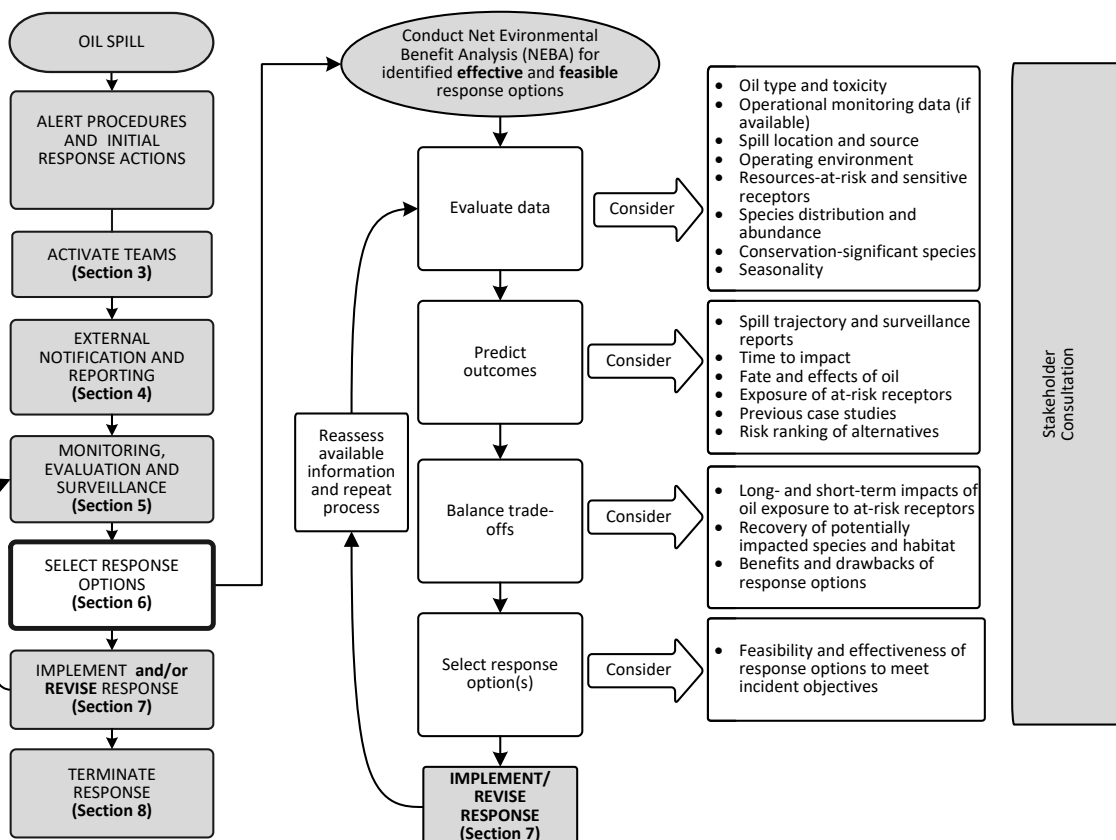 OIL SPILL
ALERT PROCEDURES
AND INITIAL
RESPONSE ACTIONS
ACTIVATE TEAMS
(Section 3)
EXTERNAL
NOTIFICATION AND
REPORTING
(Section 4)
MONITORING,
EVALUATION AND
SURVEILLANCE
(Section 5)
SELECT RESPONSE
OPTIONS
(Section 6)
IMPLEMENT and/or
REVISE RESPONSE
(Section 7)
TERMINATE
RESPONSE
(Section 8)
Conduct Net Evironmental
Benefit Analysis (NEBA) for
identified effective and feasible
response options
Evaluate data
Consider
• Oil type and toxicity
• Operational monitoring data (if
available)
• Spill location and source
• Operating environment
• Resources-at-risk and sensitive
receptors
• Species distribution and
abundance
• Conservation-significant species
• Seasonality
Predict
outcomes
Consider
• Spill trajectory and surveillance
reports
• Time to impact
• Fate and effects of oil
• Exposure of at-risk receptors
• Previous case studies
• Risk ranking of alternatives
Reassess
available
information
and repeat
process
Balance trade-
offs
Consider
• Long- and short-term impacts of
oil exposure to at-risk receptors
• Recovery of potentially
impacted species and habitat
• Benefits and drawbacks of
response options
Select response
option(s)
Consider
• Feasibility and effectiveness of
response options to meet
incident objectives
IMPLEMENT/
REVISE
RESPONSE
(Section 7)
Stakeholder
Consultation